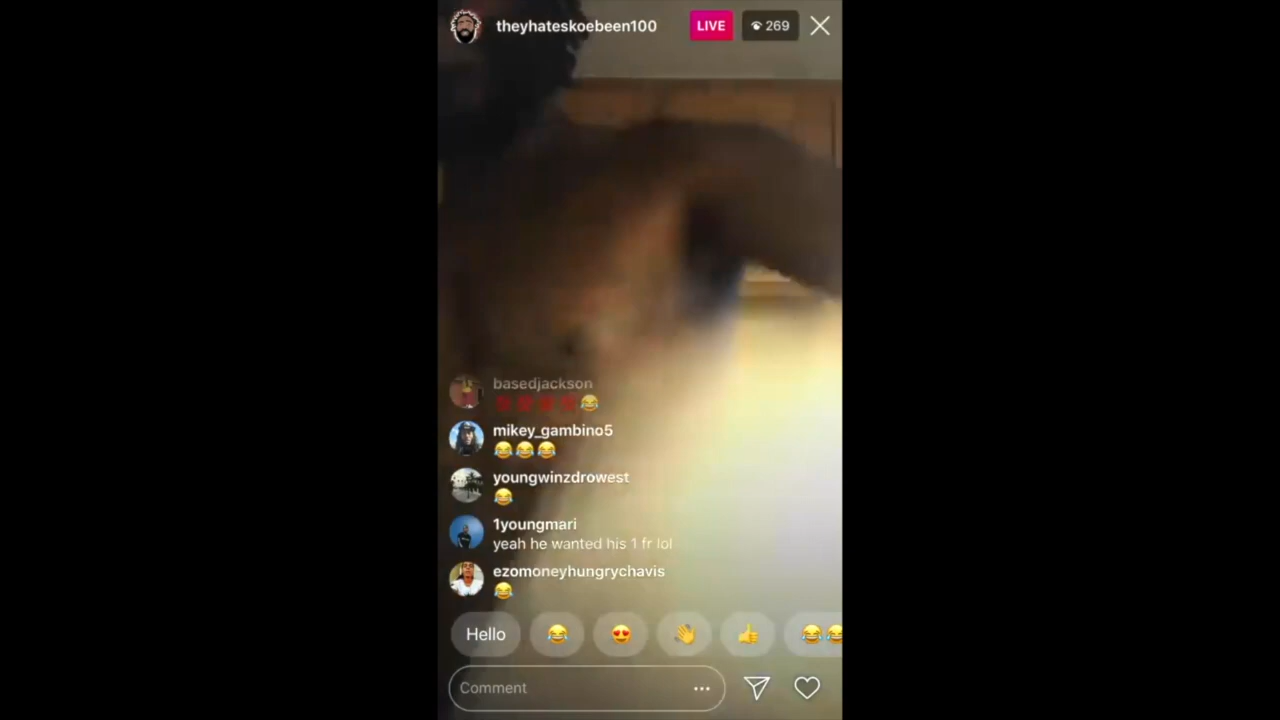 theyhateskoebeen100
LIVE
269
basedjackson
mikey_gambino5
youngwinzdrowest
1youngmari
yeah he wanted his 1 fr lol
ezomoneyhungrychavis
Hello
Comment